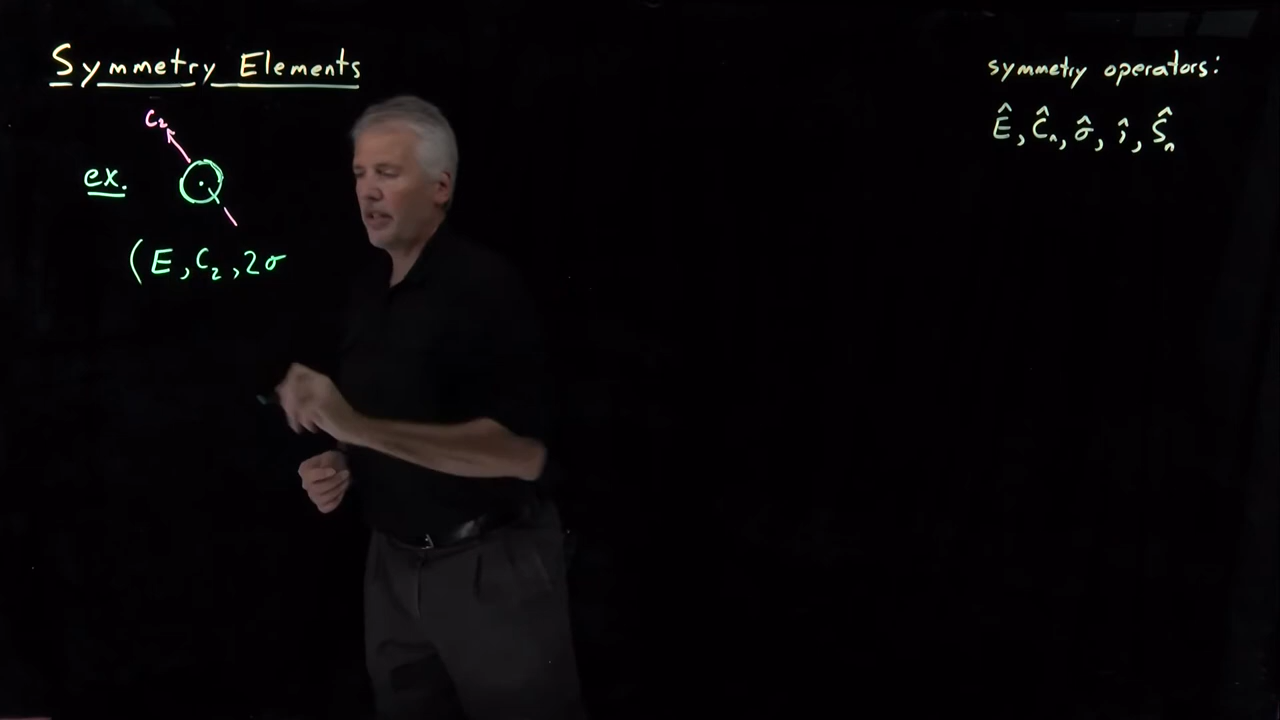 Symmetry Elements
symmetry operators:
Ê, Ĉₙ, σ̂, î, Ŝₙ
C₂
ex.
(E, C₂, 2σ